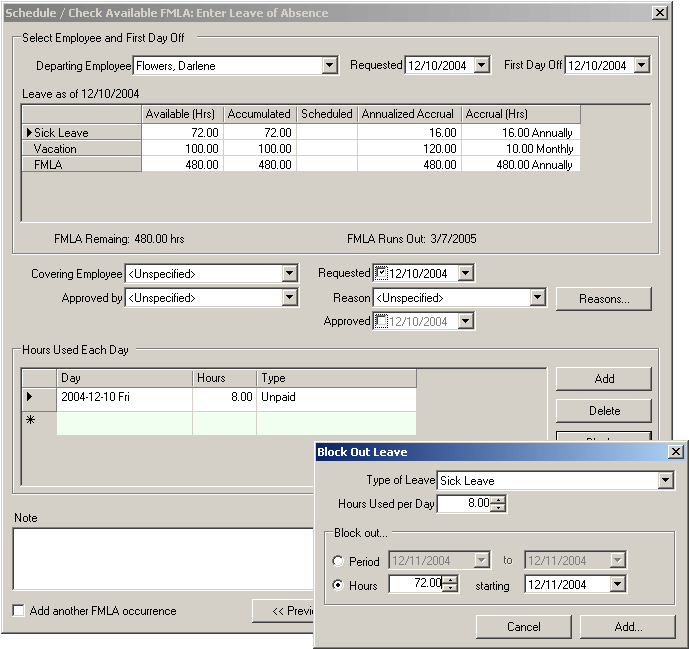 Schedule / Check Available FMLA: Enter Leave of Absence
Select Employee and First Day Off
Departing Employee Flowers, Darlene Requested 12/10/2004 First Day Off 12/10/2004
Leave as of 12/10/2004
Available (Hrs) Accumulated Scheduled Annualized Accrual Accrual (Hrs)
Sick Leave 72.00 72.00 16.00 16.00 Annually
Vacation 100.00 100.00 120.00 10.00 Monthly
FMLA 480.00 480.00 480.00 480.00 Annually
FMLA Remaing: 480.00 hrs FMLA Runs Out: 3/7/2005
Covering Employee <Unspecified> Requested 12/10/2004
Approved by <Unspecified> Reason <Unspecified> Reasons...
Approved 12/10/2004
Hours Used Each Day
Day Hours Type
2004-12-10 Fri 8.00 Unpaid
Add
Delete
Note
Add another FMLA occurrence
Block Out Leave
Type of Leave Sick Leave
Hours Used per Day 8.00
Block out...
Period 12/11/2004 to 12/11/2004
Hours 72.00 starting 12/11/2004
Cancel Add...